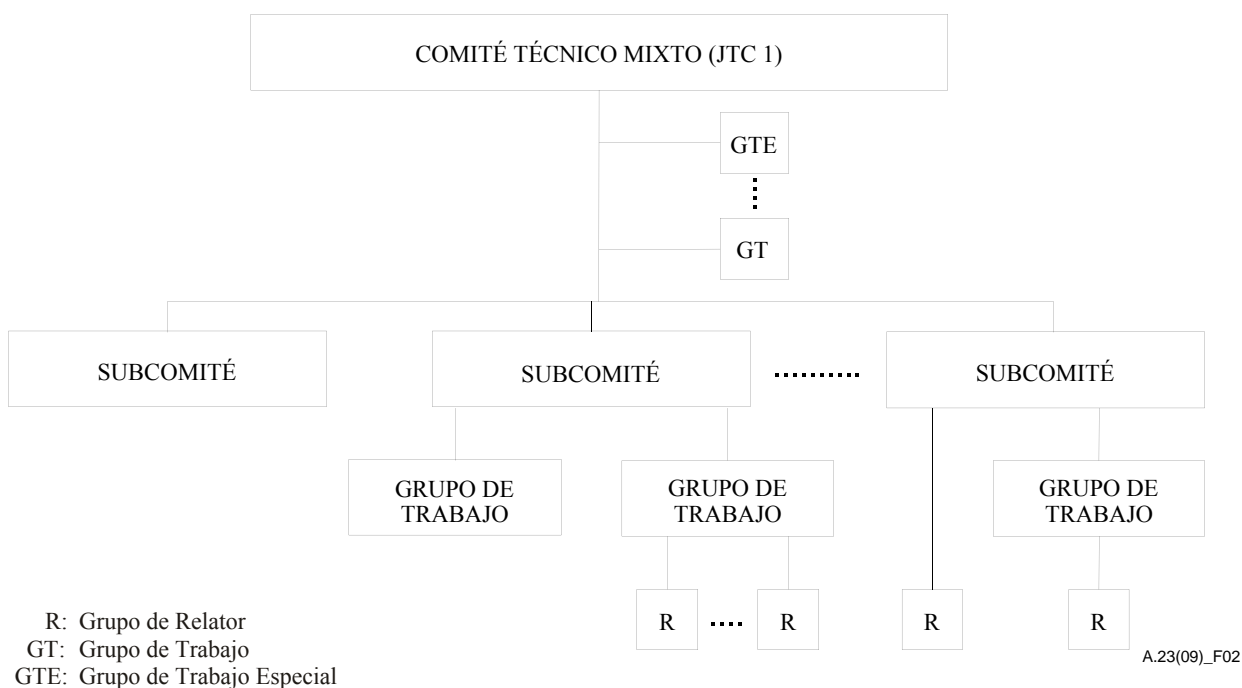 COMITÉ TÉCNICO MIXTO (JTC 1)
GTE
GT
SUBCOMITÉ
SUBCOMITÉ
SUBCOMITÉ
GRUPO DE
TRABAJO
GRUPO DE
TRABAJO
GRUPO DE
TRABAJO
R
R
R
R
R: Grupo de Relator
GT: Grupo de Trabajo
GTE: Grupo de Trabajo Especial
A.23(09)_F02